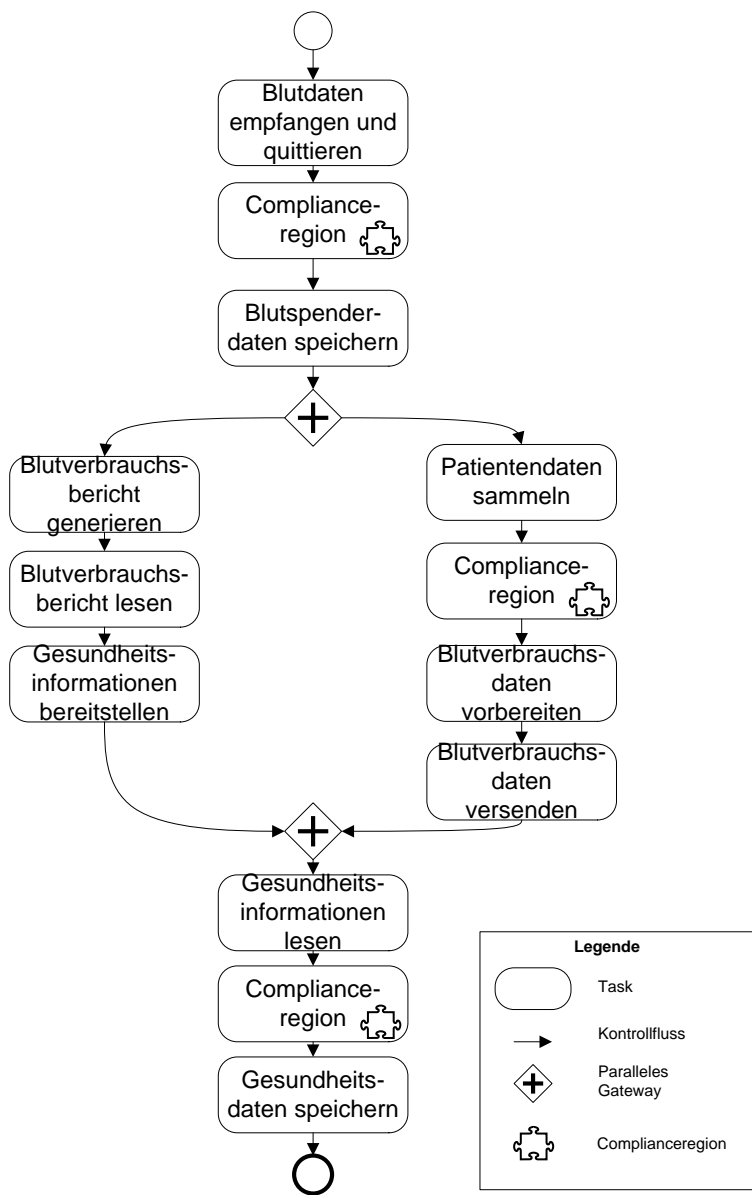 Blutdaten
empfangen und
quittieren
Compliance-
region
Blutspender-
daten speichern
Blutverbrauchs-
bericht
generieren
Blutverbrauchs-
bericht lesen
Gesundheits-
informationen
bereitstellen
Patientendaten
sammeln
Compliance-
region
Blutverbrauchs-
daten
vorbereiten
Blutverbrauchs-
daten
versenden
Gesundheits-
informationen
lesen
Compliance-
region
Gesundheits-
daten speichern
Legende
Task
Kontrollfluss
Paralleles
Gateway
Complianceregion